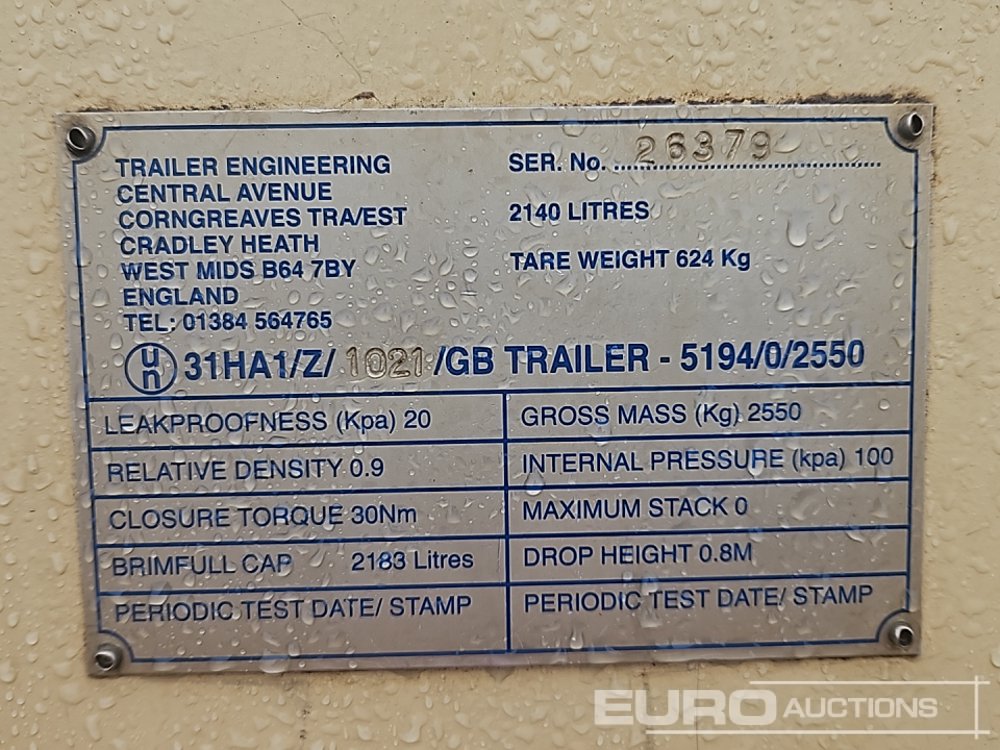 TRAILER ENGINEERING
CENTRAL AVENUE
CORNGREAVES TRA/EST
CRADLEY HEATH
WEST MIDS B64 7BY
ENGLAND
TEL: 01384 564765
SER. No. 26379
2140 LITRES
TARE WEIGHT 624 Kg
un 31HA1/Z/ 1021 /GB TRAILER - 5194/0/2550
LEAKPROOFNESS (Kpa) 20
GROSS MASS (Kg) 2550
RELATIVE DENSITY 0.9
INTERNAL PRESSURE (kpa) 100
CLOSURE TORQUE 30Nm
MAXIMUM STACK 0
BRIMFULL CAP 2183 Litres
DROP HEIGHT 0.8M
PERIODIC TEST DATE/ STAMP
PERIODIC TEST DATE/ STAMP
EURO AUCTIONS